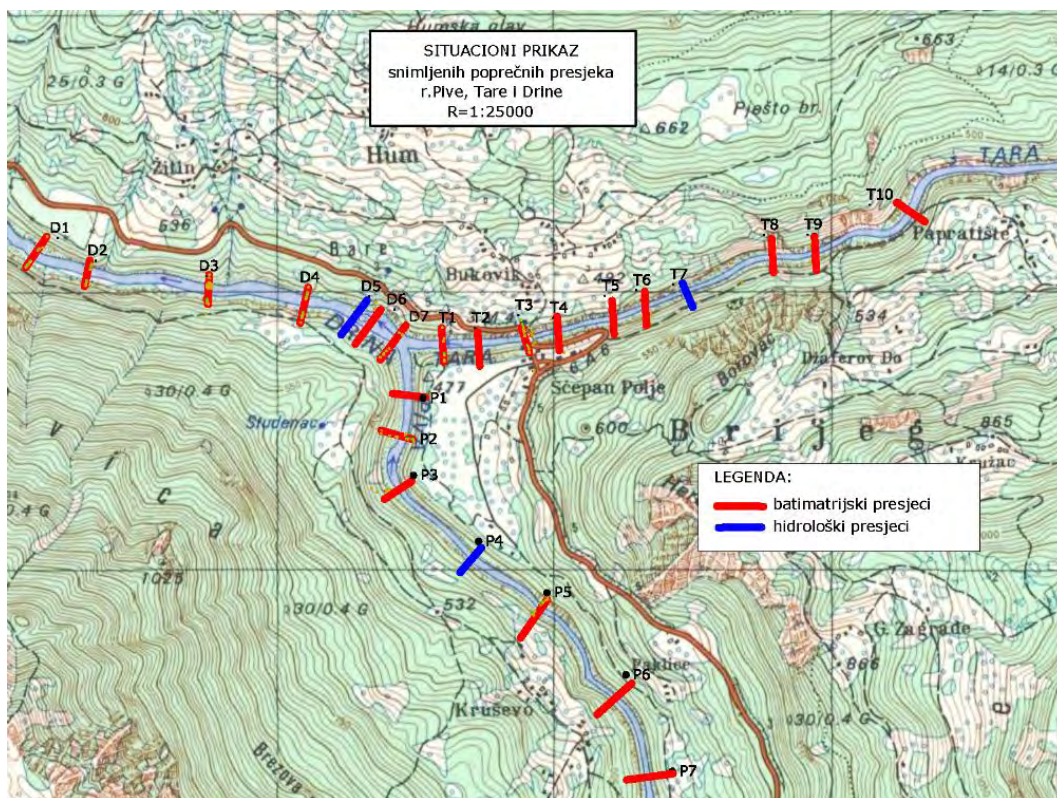 Humska glav
663
25/0.3 G
14/0.3 G
SITUACIONI PRIKAZ
snimljenih poprečnih presjeka
r.Pive, Tare i Drine
R=1:25000
Pješto br.
662
Hum
Žilin
TARA
T10
636
Papratište
D1
D2
D3
D4
D5
D6
D7
Bare
Bukovik
492
T1
T2
T3
T4
T5
T6
T7
T8
T9
534
DRINA
TARA
Džaferov Do
Borovac
Šćepan Polje
30/0.4 G
477
P1
Studenac
P2
600
Brijeg
865
Kružac
P3
LEGENDA:
batimatrijski presjeci
hidrološki presjeci
P4
1025
30/0.4 G
532
P5
G. Zagrađe
866
P6
Kruševo
30/0.4 G
Brezova
P7